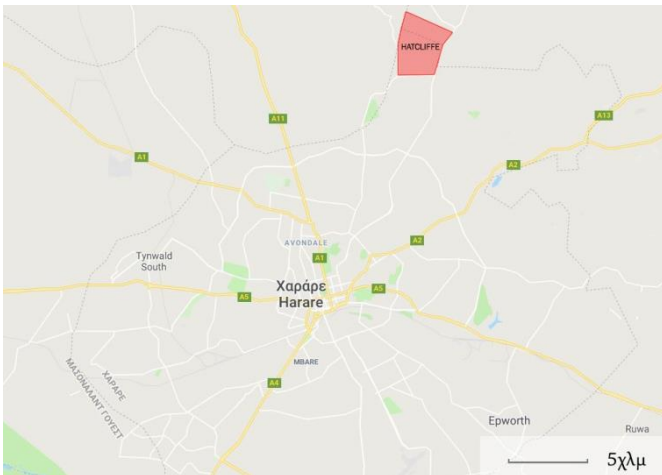 HATCLIFFE
A11
A13
A1
A2
A2
AVONDALE
A1
Tynwald
South
Χαράρε
Harare
A5
A5
MBARE
A4
ΧΑΡΑΡΕ
ΜΑΣΟΝΑΛΑΝΤ ΓΟΥΕΣΤ
Epworth
Ruwa
5χλμ